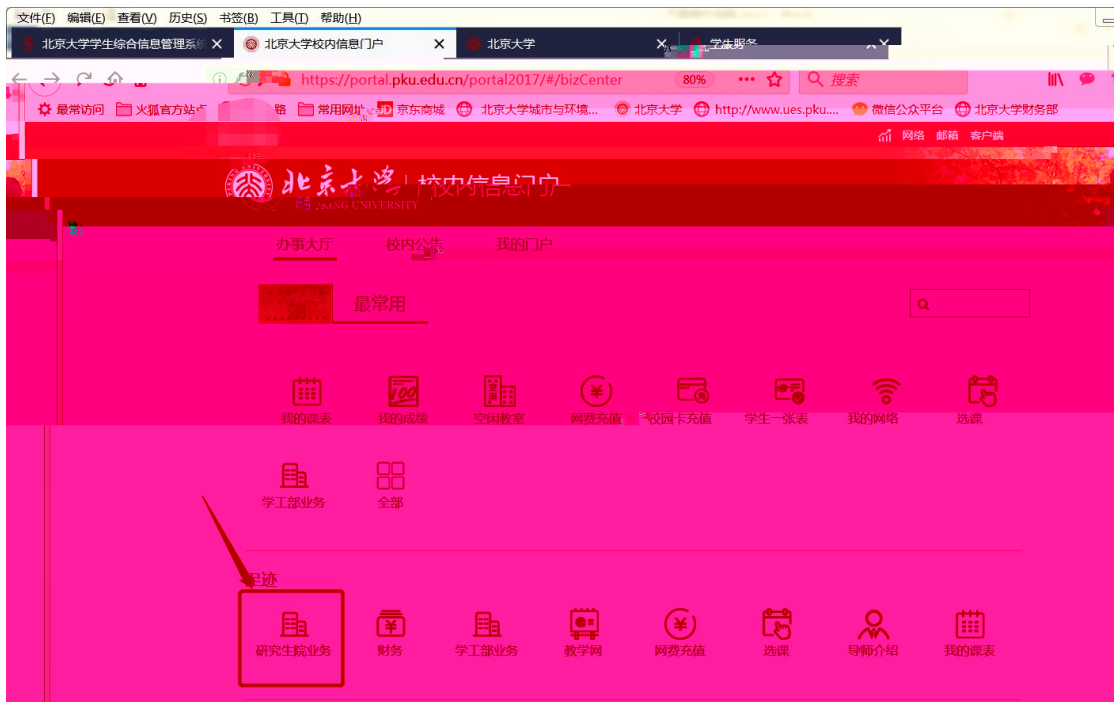 文件(F) 编辑(E) 查看(V) 历史(S) 书签(B) 工具(T) 帮助(H)
北京大学学生综合信息管理系统 北京大学校内信息门户 北京大学 学生服务
https://portal.pku.edu.cn/portal2017/#/bizCenter 80% 搜索
最常访问 火狐官方站点 路 常用网址 JD 京东商城 北京大学城市与环境... 北京大学 http://www.ues.pku.... 微信公众平台 北京大学财务部
网络 邮箱 客户端
北京大学 校内信息门户
UNIVERSITY
办事大厅 校内公告 我的门户
最常用
我的课表 我的成绩 空闲教室 网费充值 校园卡充值 学生一张表 我的网络 选课
学工部业务 全部
足迹
研究生院业务 财务 学工部业务 教学网 网费充值 选课 导师介绍 我的课表